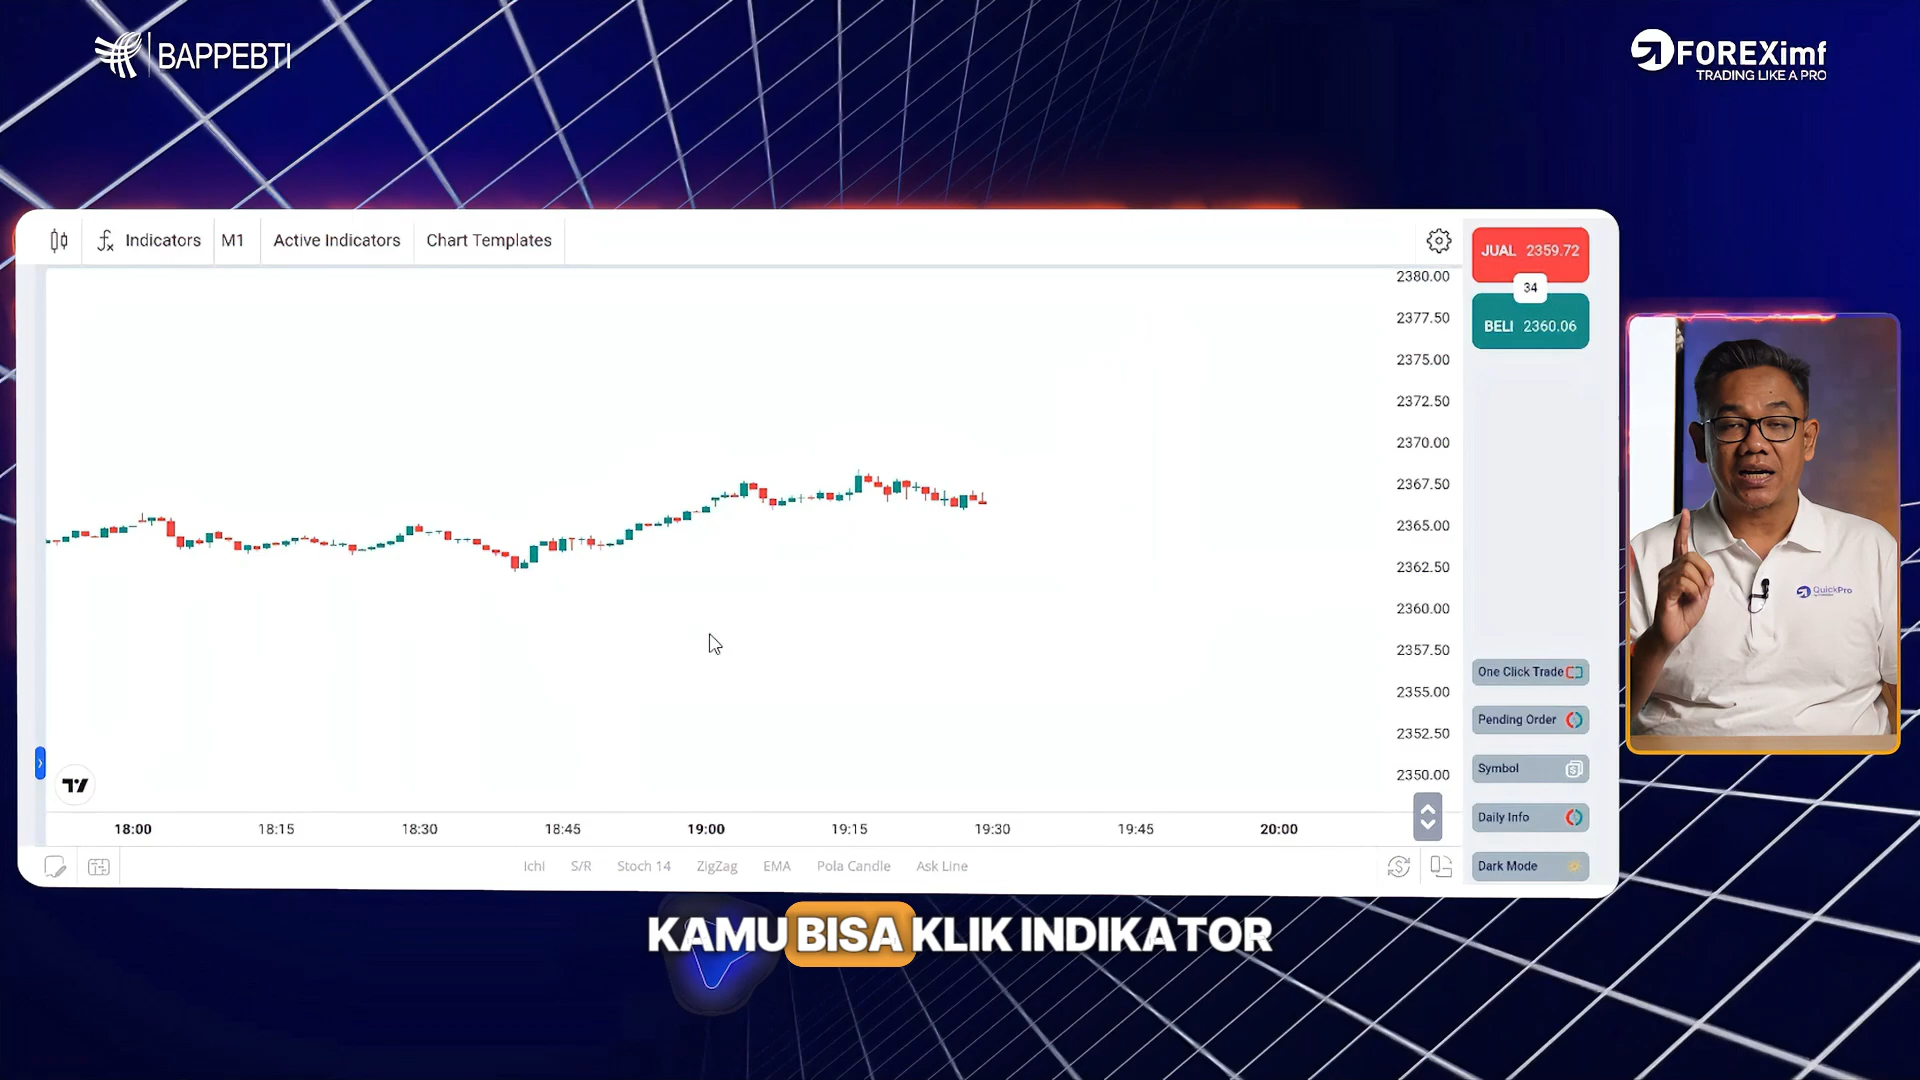 BAPPEBTI
FOREXimf
TRADING LIKE A PRO
Indicators
M1
Active Indicators
Chart Templates
JUAL 2359.72
34
BELI 2360.06
2380.00
2377.50
2375.00
2372.50
2370.00
2367.50
2365.00
2362.50
2360.00
2357.50
2355.00
2352.50
2350.00
QuickPro
One Click Trade
Pending Order
Symbol
Daily Info
Dark Mode
18:00
18:15
18:30
18:45
19:00
19:15
19:30
19:45
20:00
Ichi
S/R
Stoch 14
ZigZag
EMA
Pola Candle
Ask Line
KAMU BISA KLIK INDIKATOR